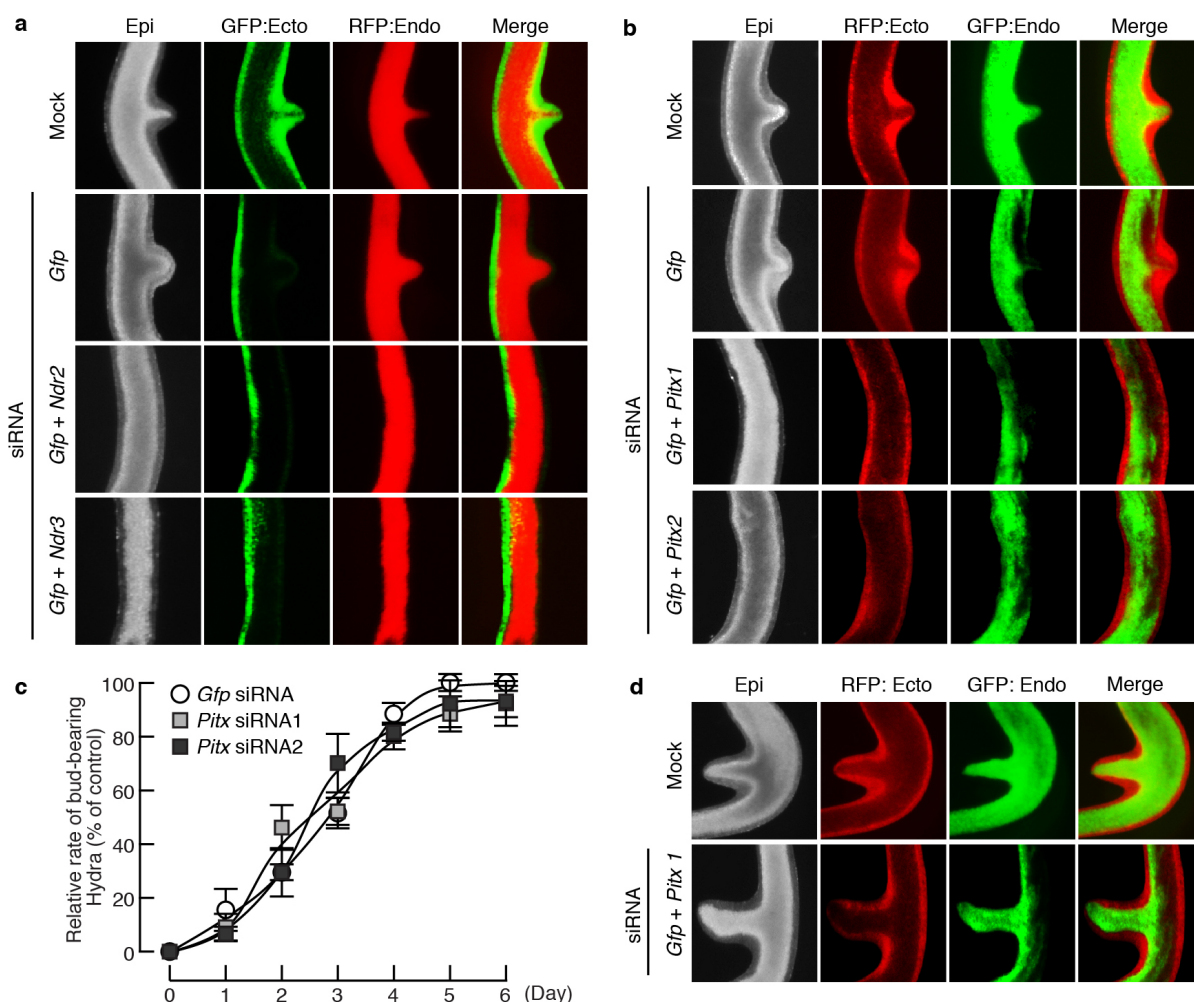 a
Epi GFP:Ecto RFP:Endo Merge
Mock
siRNA
Gfp
Gfp + Ndr2
Gfp + Ndr3
b
Epi RFP:Ecto GFP:Endo Merge
Mock
siRNA
Gfp
Gfp + Pitx1
Gfp + Pitx2
c
Relative rate of bud-bearing
Hydra (% of control)
100
80
60
40
20
0
Gfp siRNA
Pitx siRNA1
Pitx siRNA2
0 1 2 3 4 5 6 (Day)
d
Epi RFP: Ecto GFP: Endo Merge
Mock
siRNA
Gfp + Pitx 1